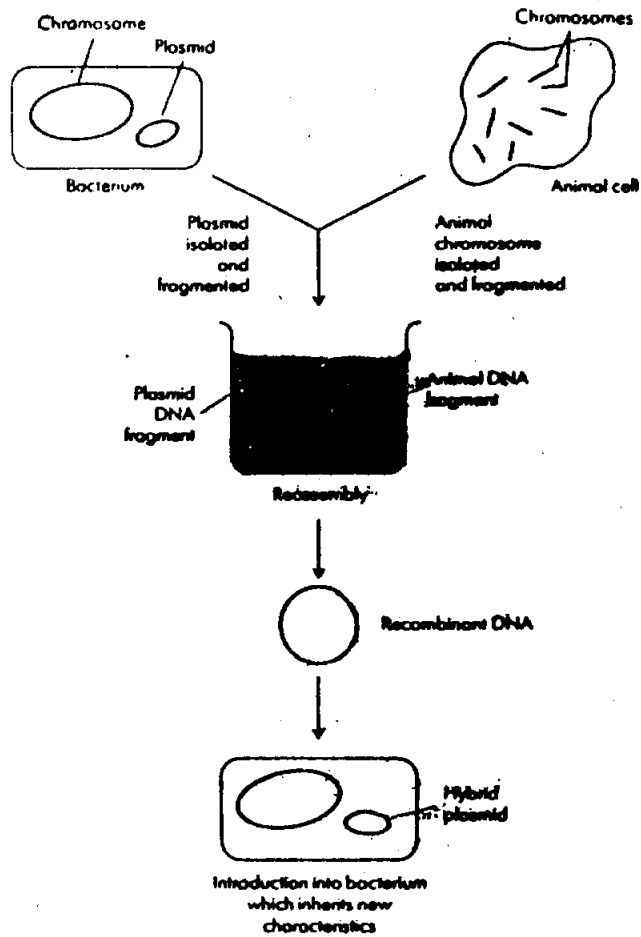 Chromosome
Plasmid
Chromosomes
Bacterium
Animal cell
Plasmid
isolated
and
fragmented
Animal
chromosome
isolated
and fragmented
Plasmid
DNA
fragment
Animal DNA
fragment
Reassembly
Recombinant DNA
Hybrid
plasmid
Introduction into bacterium
which inherits new
characteristics